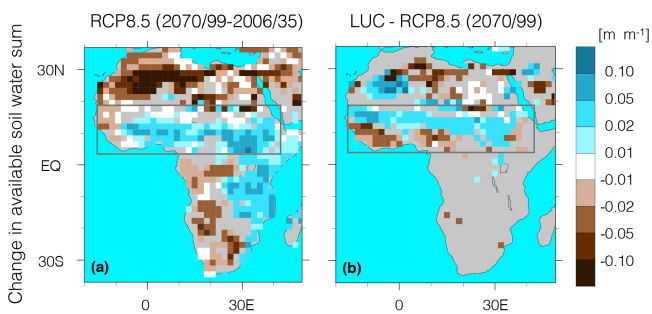 RCP8.5 (2070/99-2006/35)
LUC - RCP8.5 (2070/99)
[m m⁻¹]
Change in available soil water sum
30N
EQ
30S
(a)
(b)
0
30E
0
30E
0.10
0.05
0.02
0.01
-0.01
-0.02
-0.05
-0.10